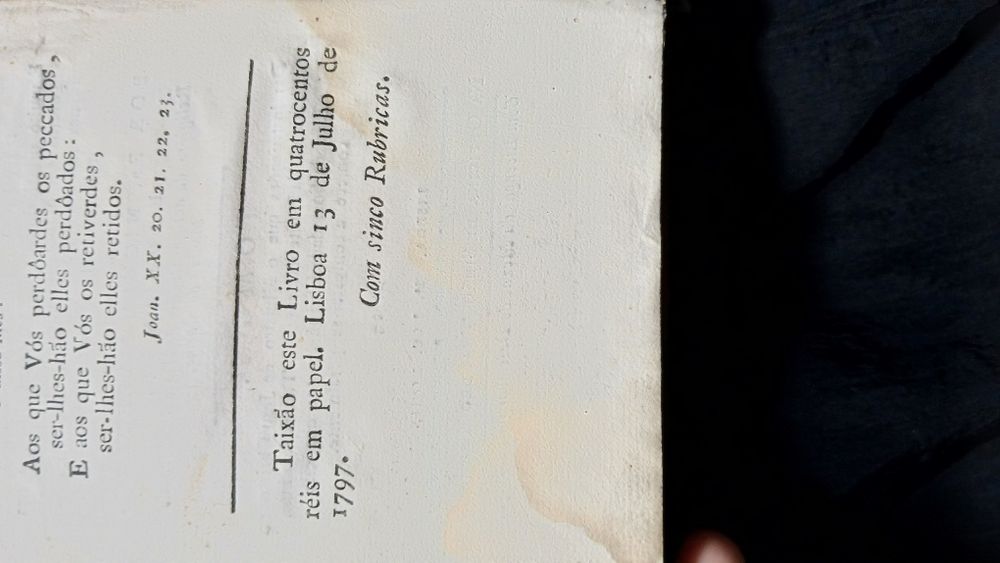 Aos que Vós perdôardes os peccados,
ser-lhes-hão elles perdôados:
E aos que Vós os retiverdes,
ser-lhes-hão elles retidos.
Joan. XX. 20. 21. 22. 23.
Taixão este Livro em quatrocentos
réis em papel. Lisboa 13 de Julho de
1797.
Com sinco Rubricas.